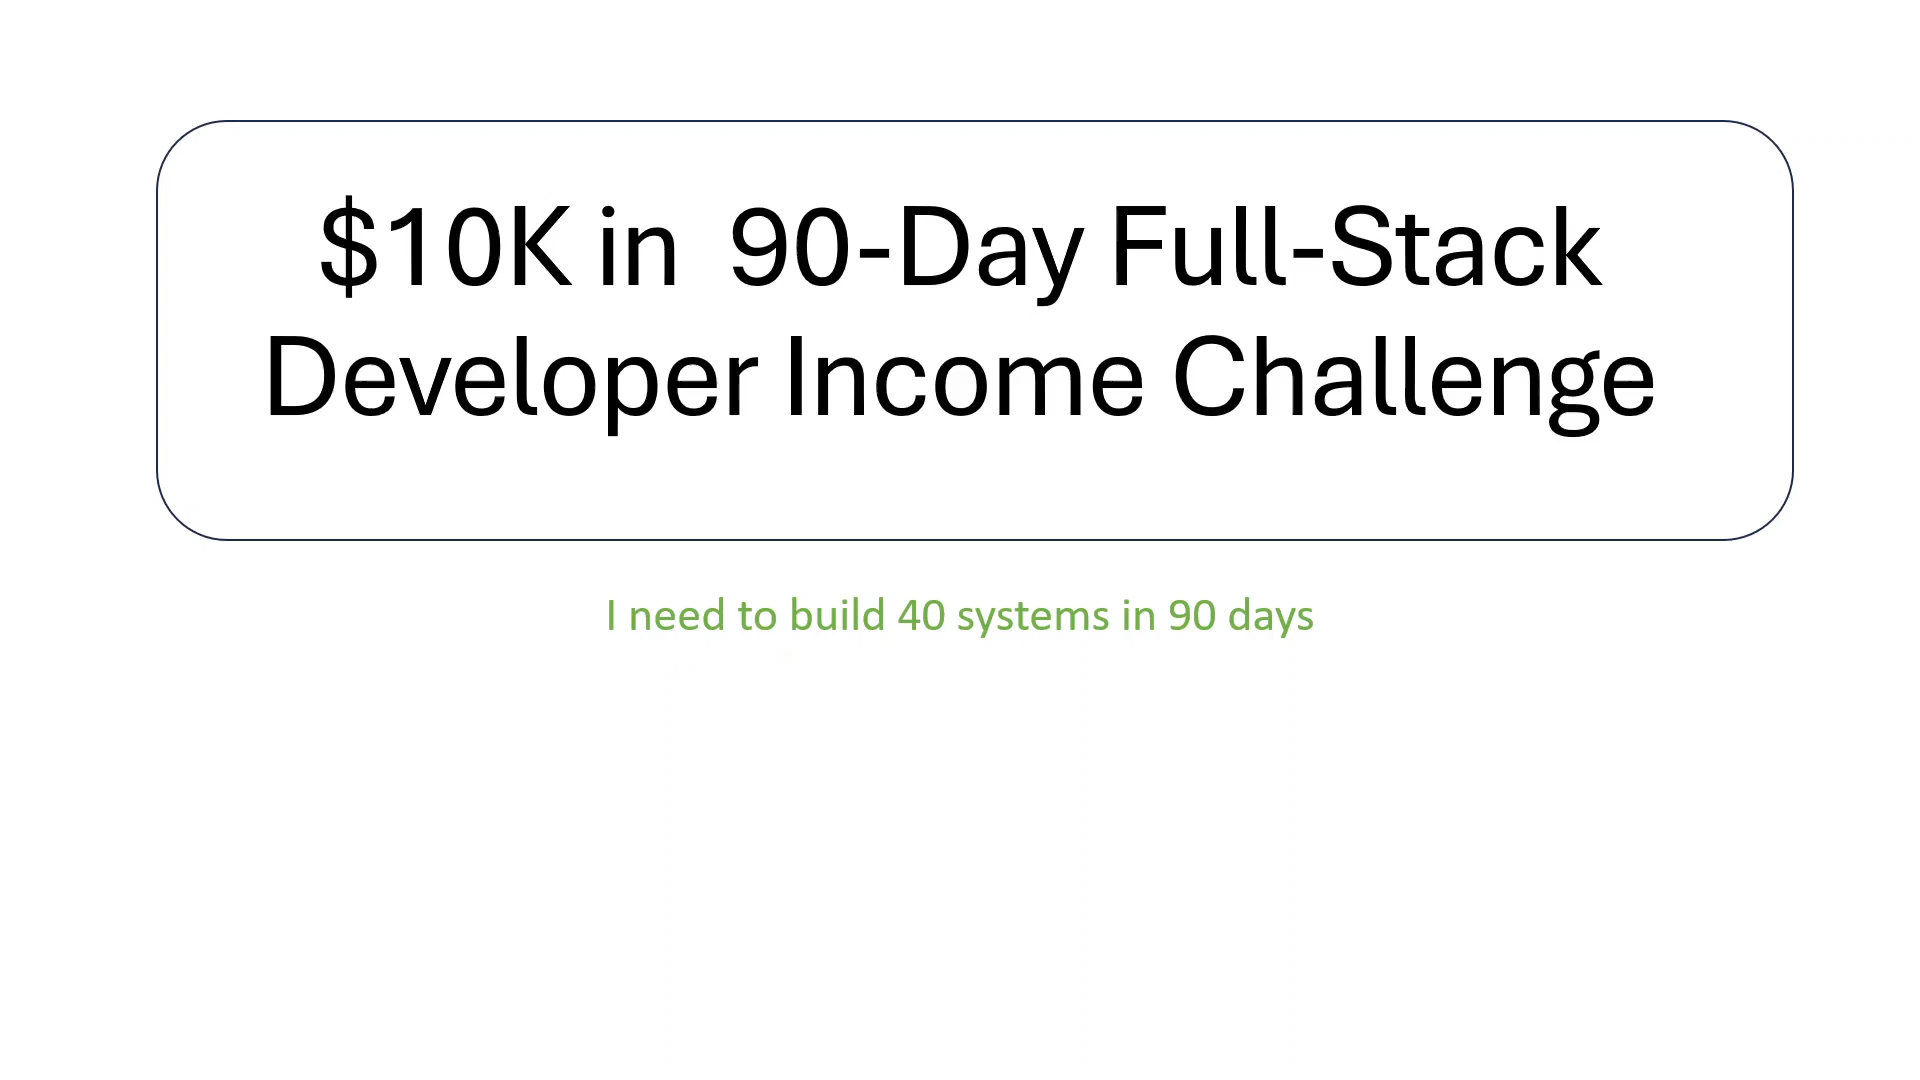 $10K in  90-Day Full-Stack
Developer Income Challenge
I need to build 40 systems in 90 days